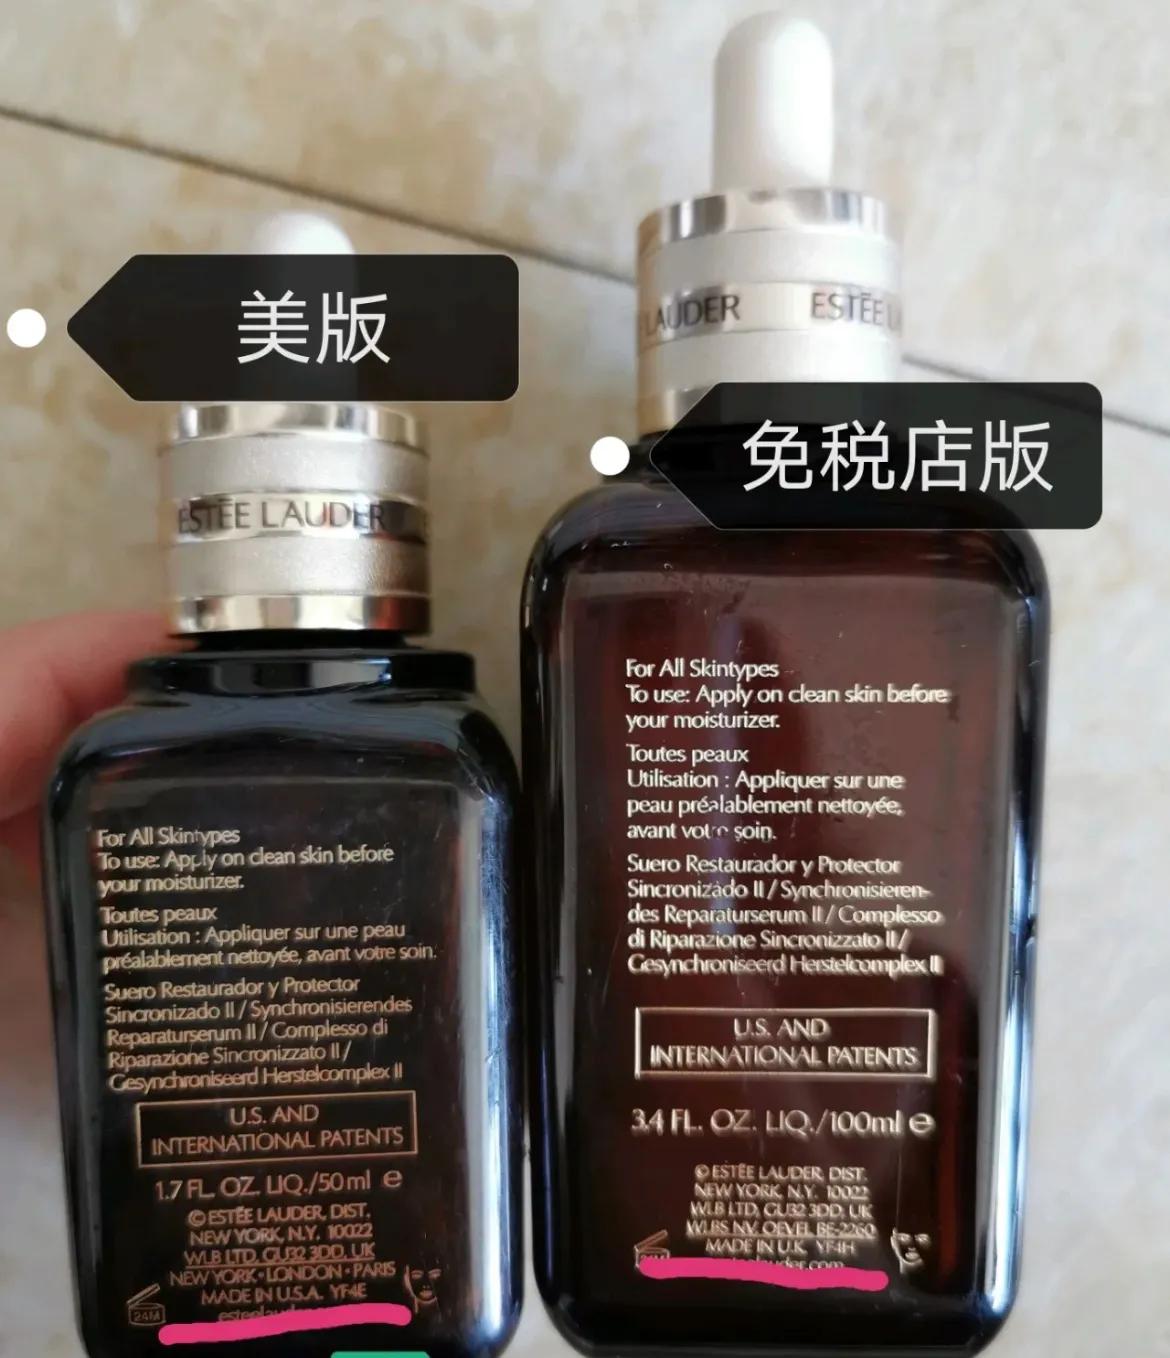 美版
ESTEE LAUDER
For All Skintypes
To use: Apply on clean skin before
your moisturizer.
Toutes peaux
Utilisation : Appliquer sur une peau
préalablement nettoyée, avant votre soin.
Suero Restaurador y Protector
Sincronizado II / Synchronisierendes
Reparaturserum II / Complesso di
Riparazione Sincronizzato II /
Gesynchroniseerd Herstelcomplex II
U.S. AND
INTERNATIONAL PATENTS
1.7 FL. OZ. LIQ./50 ml ℮
© ESTĒE LAUDER, DIST.
NEW YORK, N.Y. 10022
WLB LTD, GU32 3DD, UK
NEW YORK • LONDON • PARIS
MADE IN U.S.A. YF4E
24M
LAUDER ESTĒE
免税店版
For All Skintypes
To use: Apply on clean skin before
your moisturizer.
Toutes peaux
Utilisation : Appliquer sur une
peau préalablement nettoyée,
avant votre soin.
Suero Restaurador y Protector
Sincronizado II / Synchronisieren-
des Reparaturserum II / Complesso
di Riparazione Sincronizzato II /
Gesynchroniseerd Herstelcomplex II
U.S. AND
INTERNATIONAL PATENTS
3.4 FL. OZ. LIQ./100ml ℮
© ESTĒE LAUDER, DIST.
NEW YORK, N.Y. 10022
WLB LTD, GU32 3DD, UK
WLBS NV, OEVEL BE-2260
MADE IN U.K. YF4H